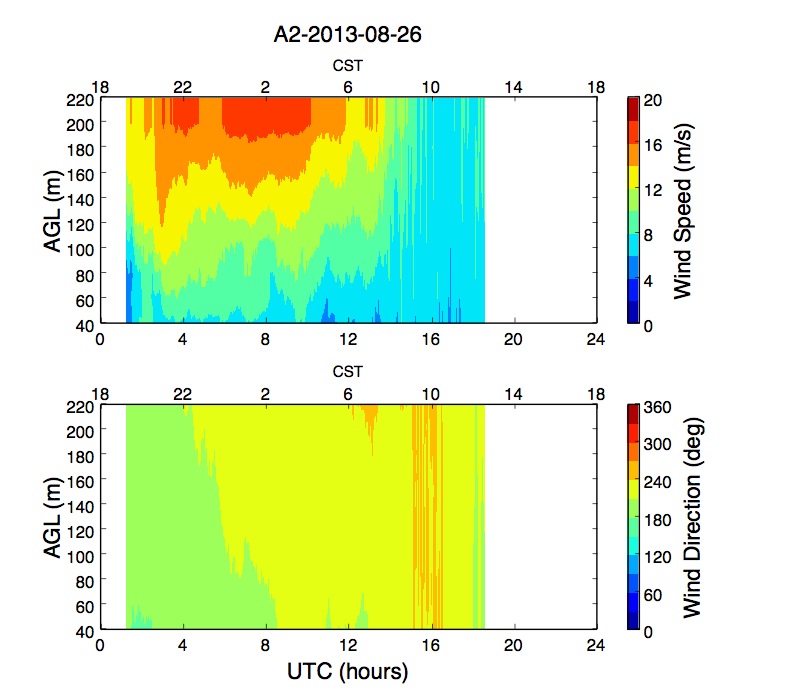 A2-2013-08-26
CST
18 22 2 6 10 14 18
220
200
180
160
140
120
100
80
60
40
AGL (m)
0 4 8 12 16 20 24
20
16
12
8
4
0
Wind Speed (m/s)
CST
18 22 2 6 10 14 18
220
200
180
160
140
120
100
80
60
40
AGL (m)
0 4 8 12 16 20 24
UTC (hours)
360
300
240
180
120
60
0
Wind Direction (deg)